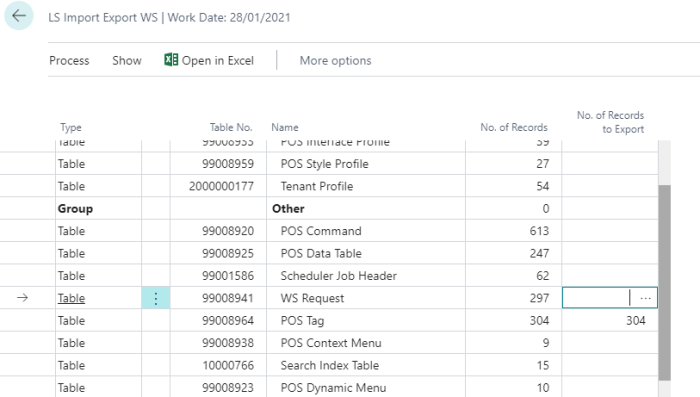 LS Import Export WS | Work Date: 28/01/2021
Process Show Open in Excel More options
No. of Records
Type Table No. Name No. of Records to Export
Table 99008933 POS Interface Profile 39
Table 99008959 POS Style Profile 27
Table 2000000177 Tenant Profile 54
Group Other 0
Table 99008920 POS Command 613
Table 99008925 POS Data Table 247
Table 99001586 Scheduler Job Header 62
Table 99008941 WS Request 297
Table 99008964 POS Tag 304 304
Table 99008938 POS Context Menu 9
Table 10000766 Search Index Table 15
Table 99008923 POS Dynamic Menu 10